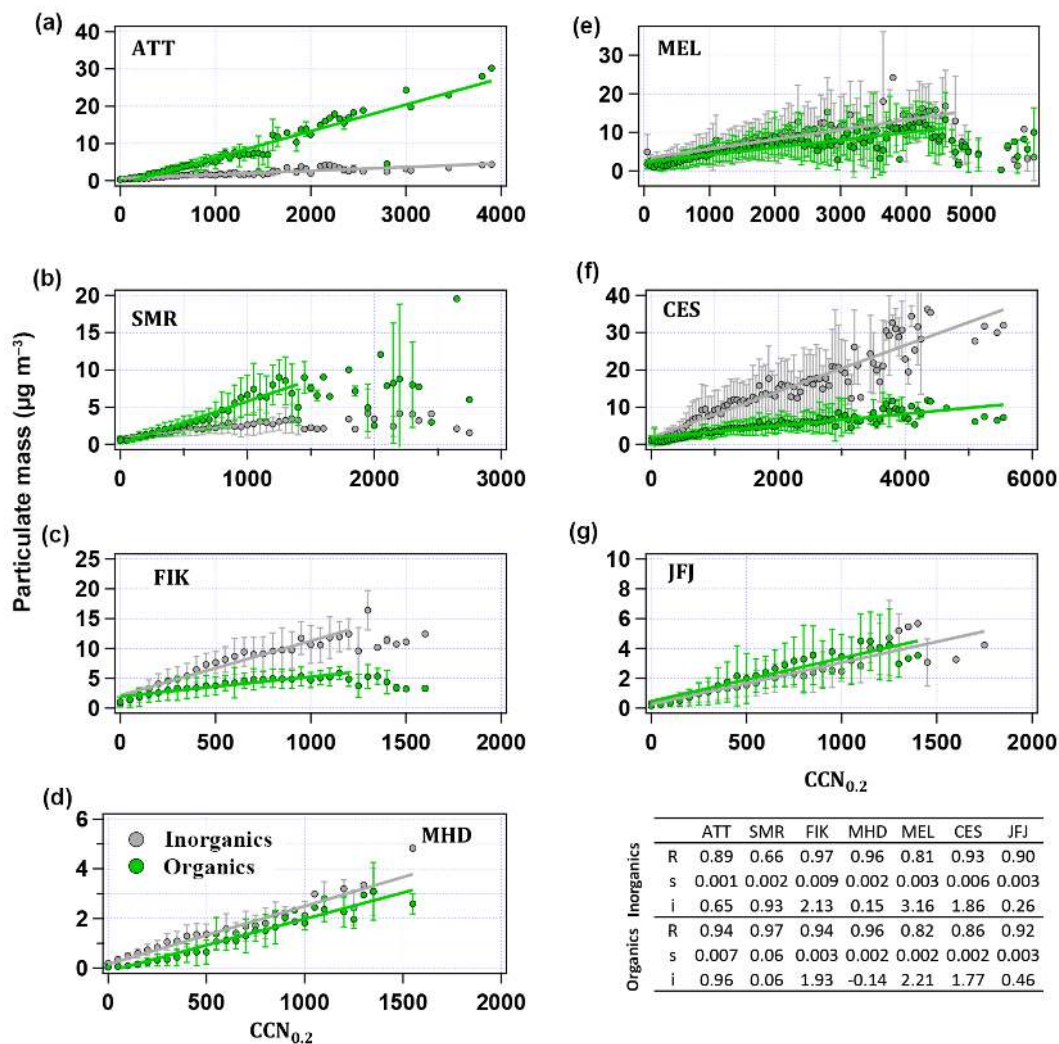 Particulate mass (µg m⁻³)
(a)
ATT
40
30
20
10
0
0 1000 2000 3000 4000
(b)
SMR
20
15
10
5
0
0 1000 2000 3000
(c)
FIK
25
20
15
10
5
0
0 500 1000 1500 2000
(d)
MHD
Inorganics
Organics
6
4
2
0
0 500 1000 1500 2000
CCN0.2
(e)
MEL
40
30
20
10
0
0 1000 2000 3000 4000 5000
(f)
CES
40
30
20
10
0
0 2000 4000 6000
(g)
JFJ
10
8
6
4
2
0
0 500 1000 1500 2000
CCN0.2
ATT SMR FIK MHD MEL CES JFJ
Inorganics
R 0.89 0.66 0.97 0.96 0.81 0.93 0.90
s 0.001 0.002 0.009 0.002 0.003 0.006 0.003
i 0.65 0.93 2.13 0.15 3.16 1.86 0.26
Organics
R 0.94 0.97 0.94 0.96 0.82 0.86 0.92
s 0.007 0.06 0.003 0.002 0.002 0.002 0.003
i 0.96 0.06 1.93 -0.14 2.21 1.77 0.46